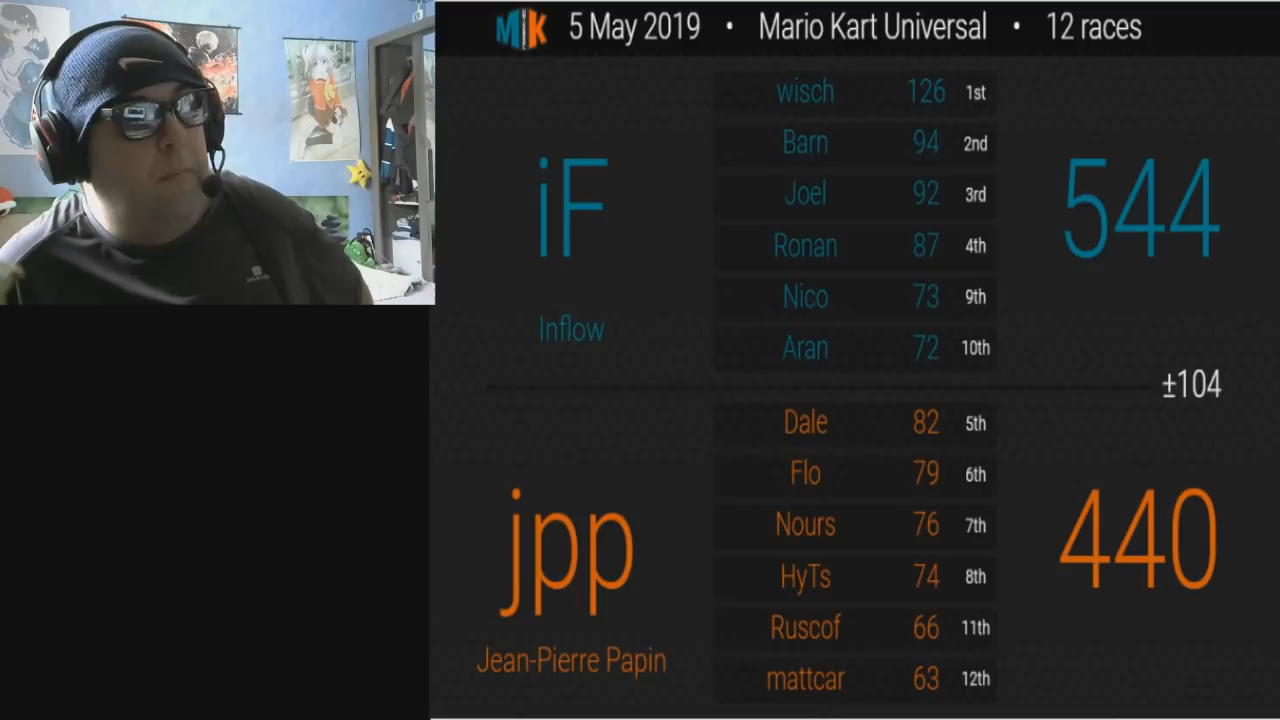 MK 5 May 2019 • Mario Kart Universal • 12 races
iF
Inflow
wisch 126 1st
Barn 94 2nd
Joel 92 3rd
Ronan 87 4th
Nico 73 9th
Aran 72 10th
544
±104
jpp
Jean-Pierre Papin
Dale 82 5th
Flo 79 6th
Nours 76 7th
HyTs 74 8th
Ruscof 66 11th
mattcar 63 12th
440